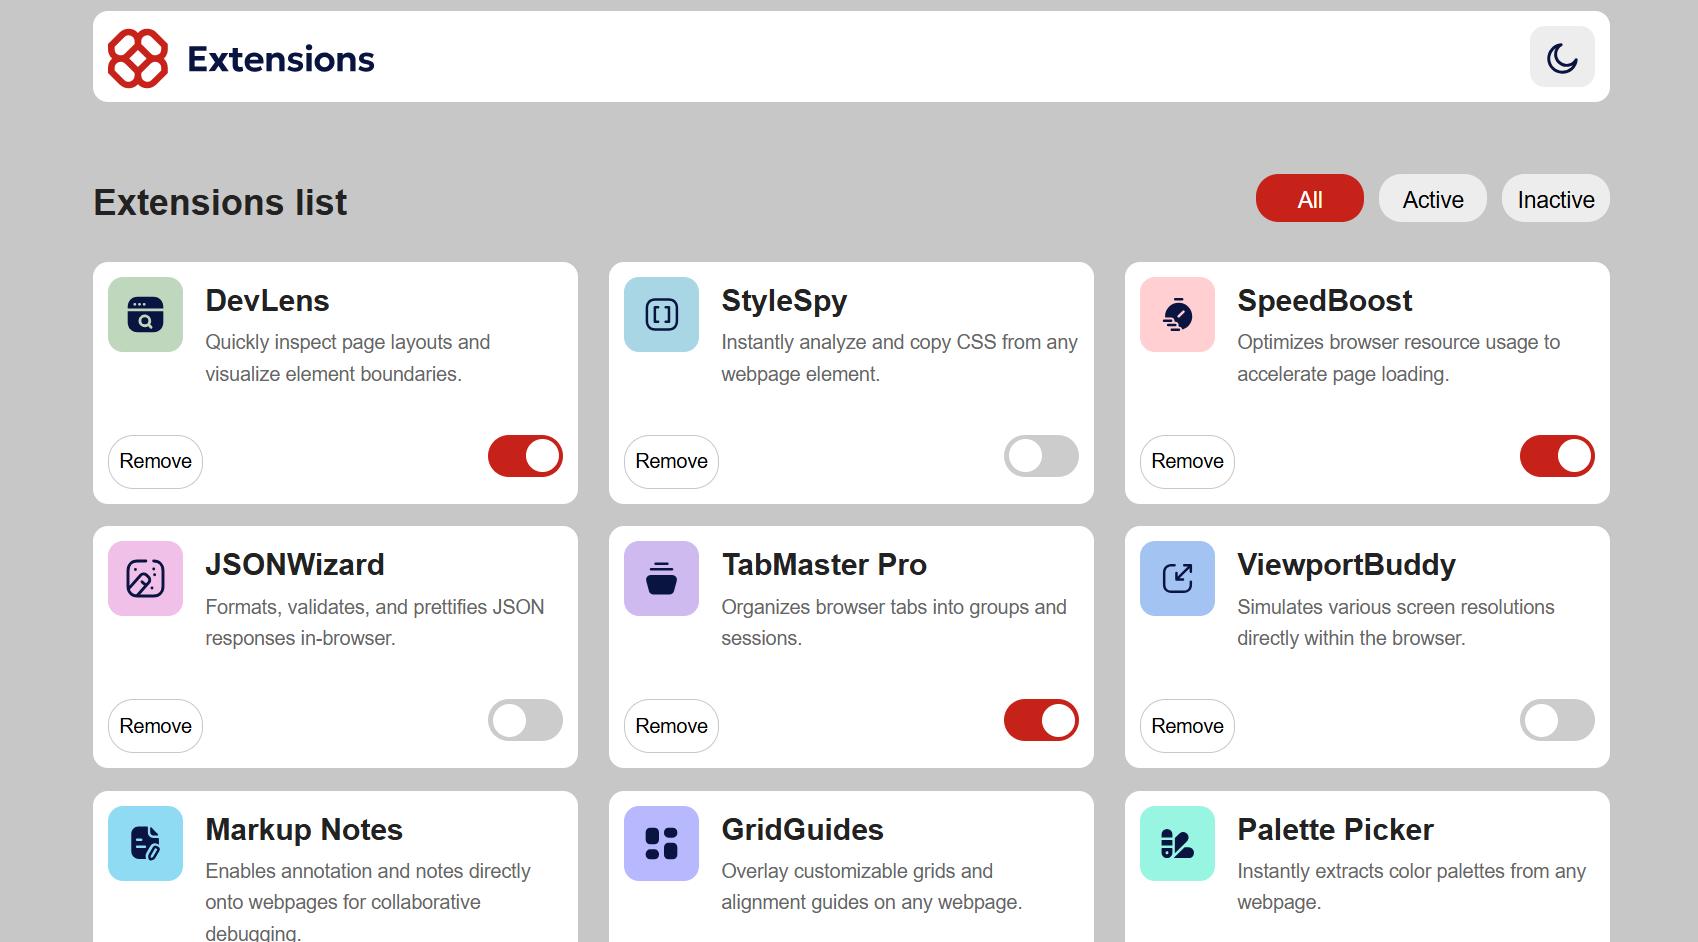 Extensions
Extensions list
All
Active
Inactive
DevLens
Quickly inspect page layouts and
visualize element boundaries.
Remove
StyleSpy
Instantly analyze and copy CSS from any
webpage element.
Remove
SpeedBoost
Optimizes browser resource usage to
accelerate page loading.
Remove
JSONWizard
Formats, validates, and prettifies JSON
responses in-browser.
Remove
TabMaster Pro
Organizes browser tabs into groups and
sessions.
Remove
ViewportBuddy
Simulates various screen resolutions
directly within the browser.
Remove
Markup Notes
Enables annotation and notes directly
onto webpages for collaborative
debugging.
GridGuides
Overlay customizable grids and
alignment guides on any webpage.
Palette Picker
Instantly extracts color palettes from any
webpage.